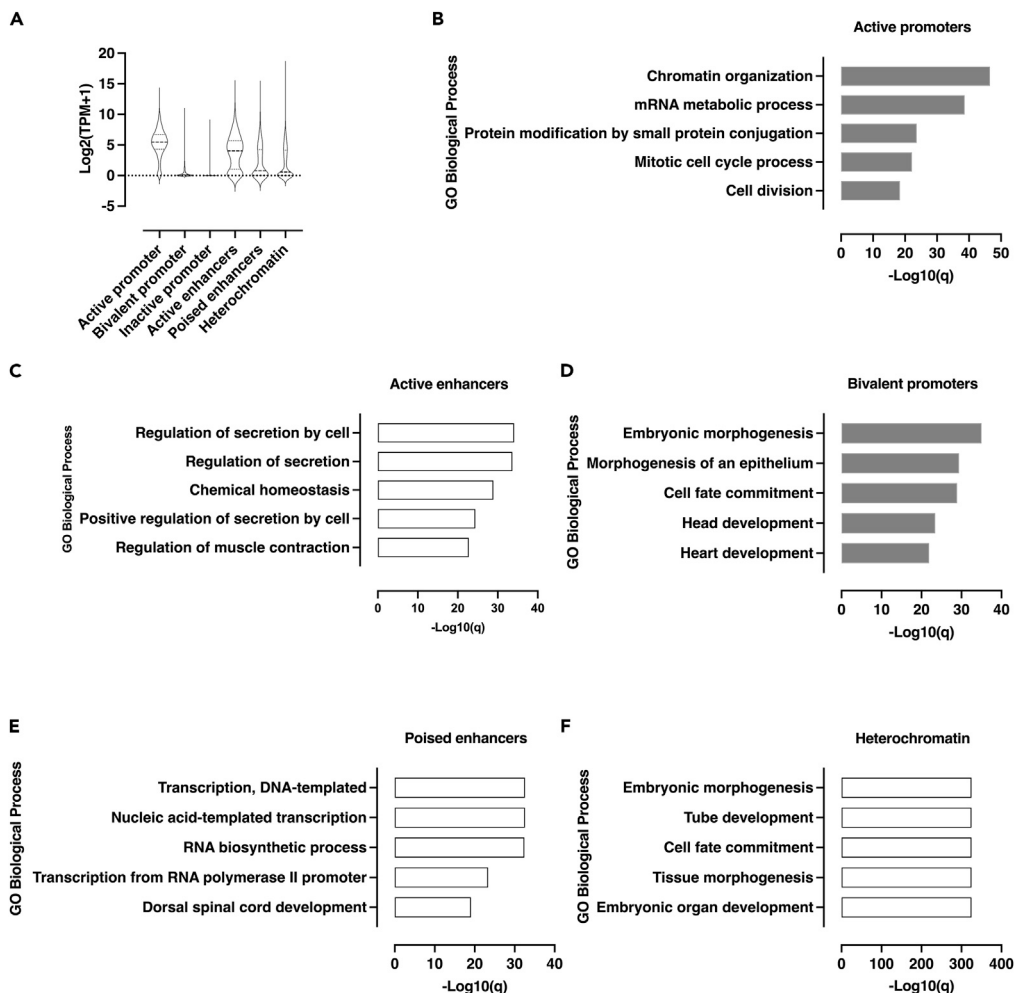 A
Log2(TPM+1)
20
15
10
5
0
-5
Active promoter
Bivalent promoter
Inactive promoter
Active enhancers
Poised enhancers
Heterochromatin
B
Active promoters
GO Biological Process
Chromatin organization
mRNA metabolic process
Protein modification by small protein conjugation
Mitotic cell cycle process
Cell division
0 10 20 30 40 50
-Log10(q)
C
Active enhancers
GO Biological Process
Regulation of secretion by cell
Regulation of secretion
Chemical homeostasis
Positive regulation of secretion by cell
Regulation of muscle contraction
0 10 20 30 40
-Log10(q)
D
Bivalent promoters
GO Biological Process
Embryonic morphogenesis
Morphogenesis of an epithelium
Cell fate commitment
Head development
Heart development
0 10 20 30 40
-Log10(q)
E
Poised enhancers
GO Biological Process
Transcription, DNA-templated
Nucleic acid-templated transcription
RNA biosynthetic process
Transcription from RNA polymerase II promoter
Dorsal spinal cord development
0 10 20 30 40
-Log10(q)
F
Heterochromatin
GO Biological Process
Embryonic morphogenesis
Tube development
Cell fate commitment
Tissue morphogenesis
Embryonic organ development
0 100 200 300 400
-Log10(q)